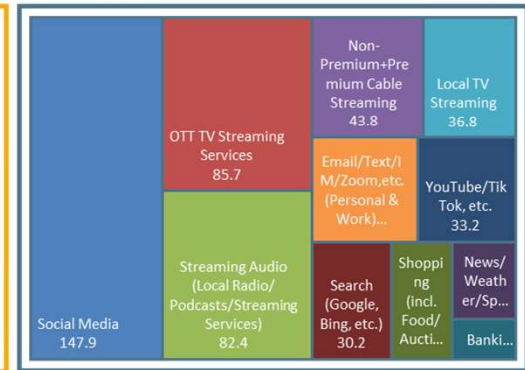 Social Media
147.9
OTT TV Streaming
Services
85.7
Streaming Audio
(Local Radio/
Podcasts/Streaming
Services)
82.4
Non-
Premium+Pre
mium Cable
Streaming
43.8
Local TV
Streaming
36.8
Email/Text/I
M/Zoom,etc.
(Personal &
Work)...
YouTube/Tik
Tok, etc.
33.2
Search
(Google,
Bing, etc.)
30.2
Shoppi
ng
(incl.
Food/
Aucti...
News/
Weath
er/Sp...
Banki...